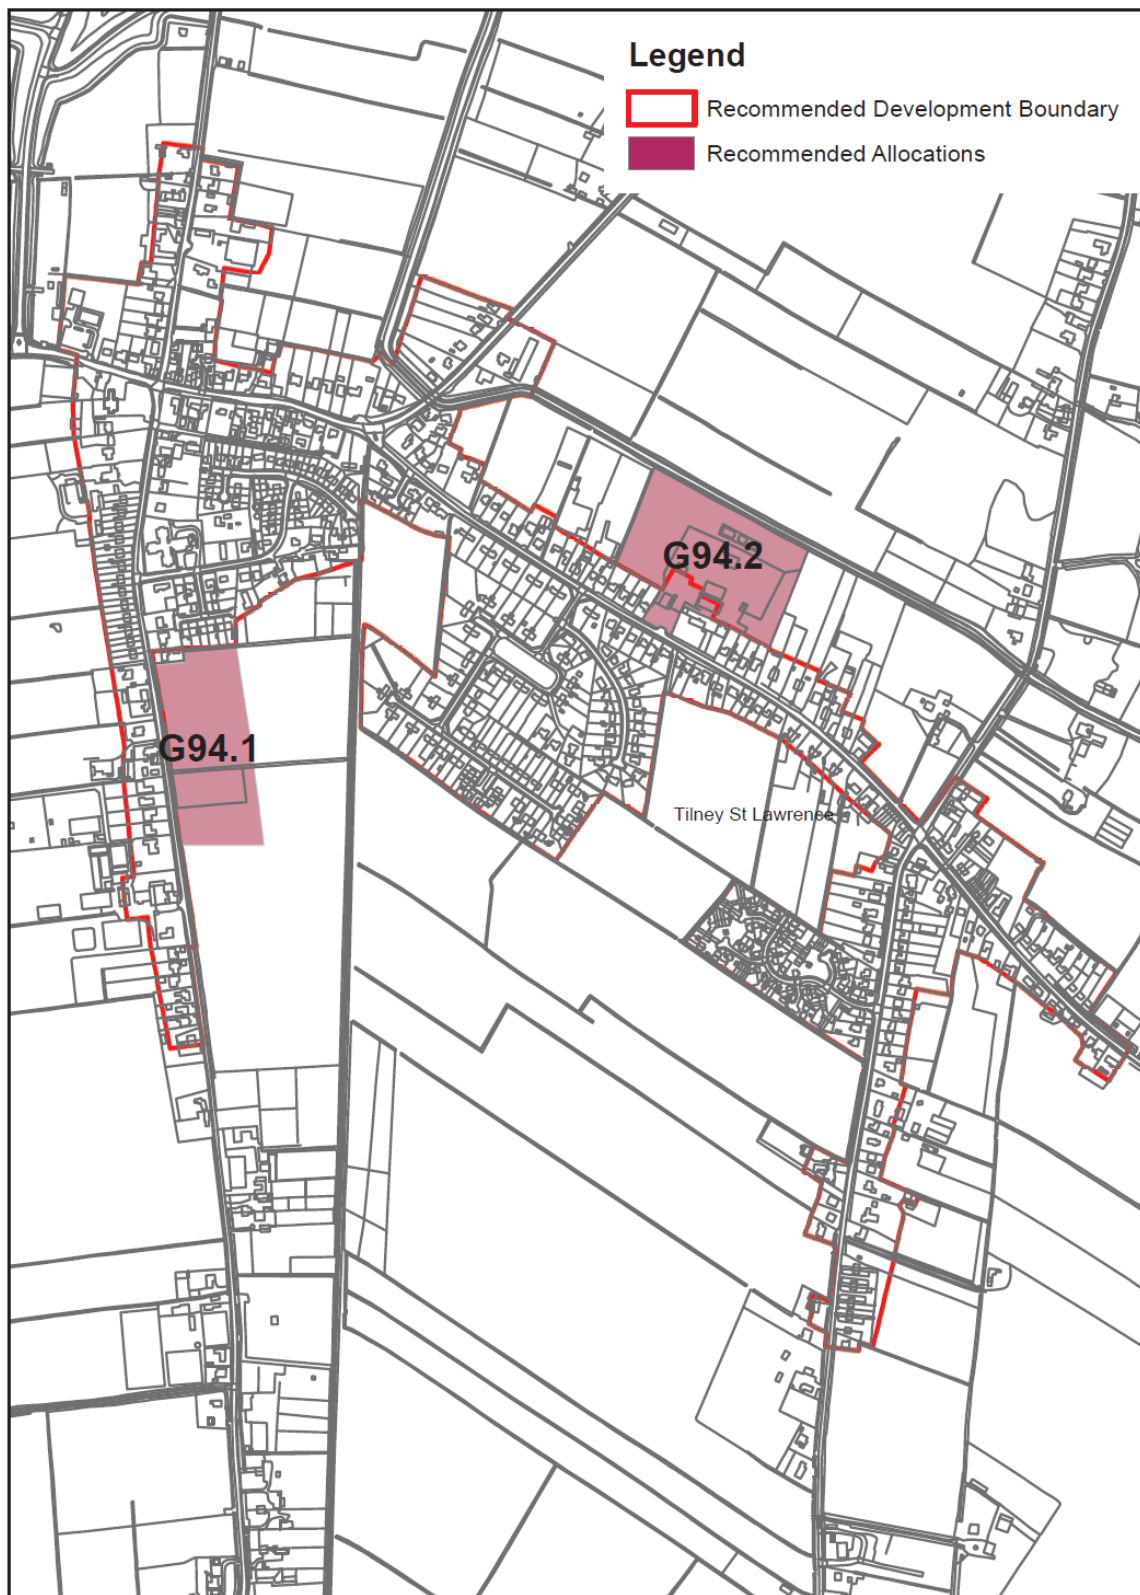 Legend
Recommended Development Boundary
Recommended Allocations
G94.2
G94.1
Tilney St Lawrence